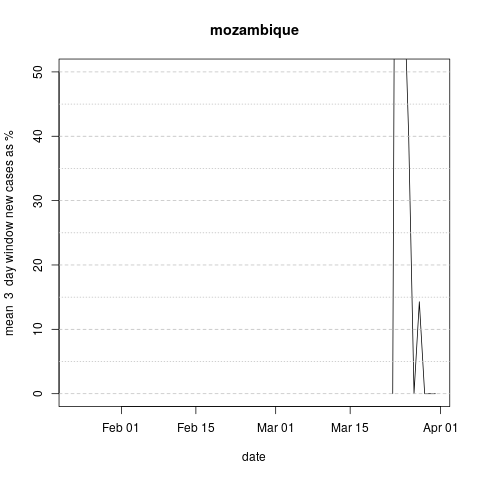 mozambique
mean  3  day window new cases as %
50
40
30
20
10
0
Feb 01
Feb 15
Mar 01
Mar 15
Apr 01
date